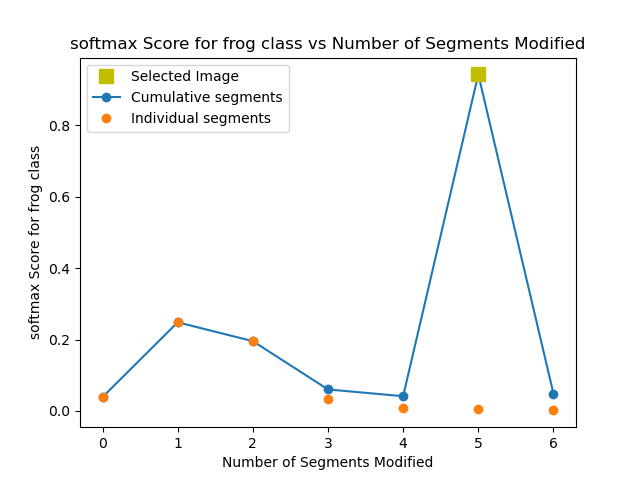 softmax Score for frog class vs Number of Segments Modified
Selected Image
Cumulative segments
Individual segments
softmax Score for frog class
0.8
0.6
0.4
0.2
0.0
0 1 2 3 4 5 6
Number of Segments Modified